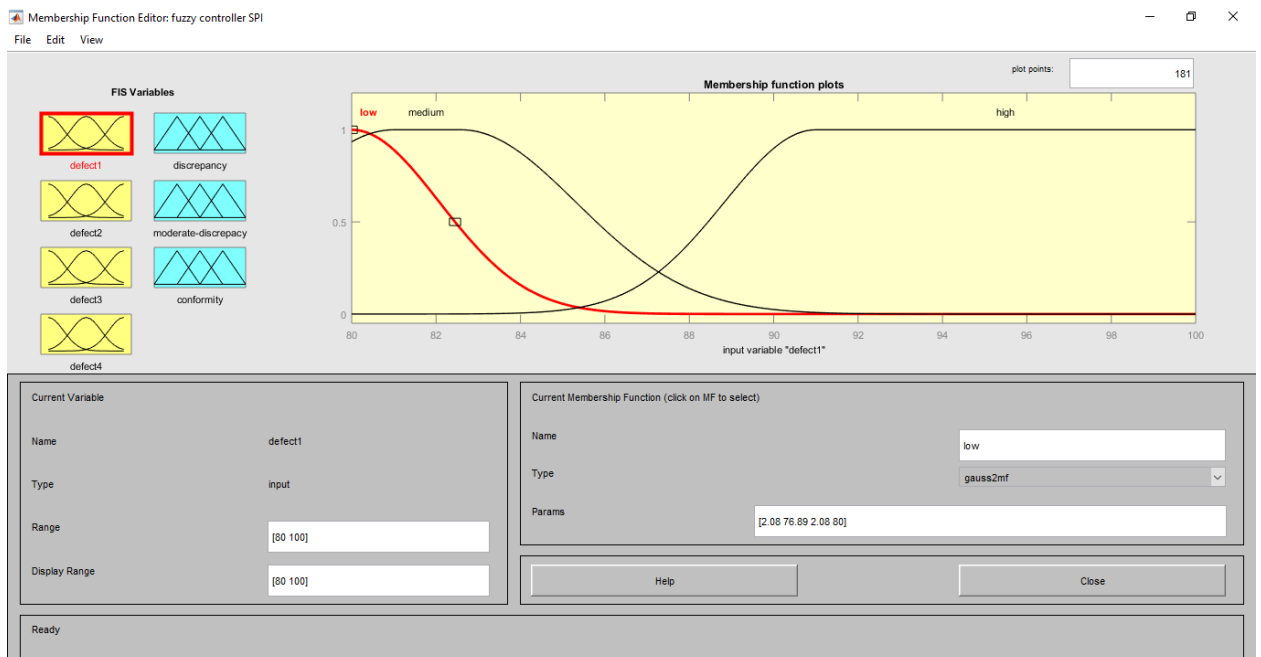 Membership Function Editor: fuzzy controller SPI
File Edit View
FIS Variables
defect1
discrepancy
defect2
moderate-discrepacy
defect3
conformity
defect4
plot points:
181
Membership function plots
low
medium
high
1
0.5
0
80 82 84 86 88 90 92 94 96 98 100
input variable "defect1"
Current Variable
Name defect1
Type input
Range [80 100]
Display Range [80 100]
Current Membership Function (click on MF to select)
Name low
Type gauss2mf
Params [2.08 76.89 2.08 80]
Help Close
Ready